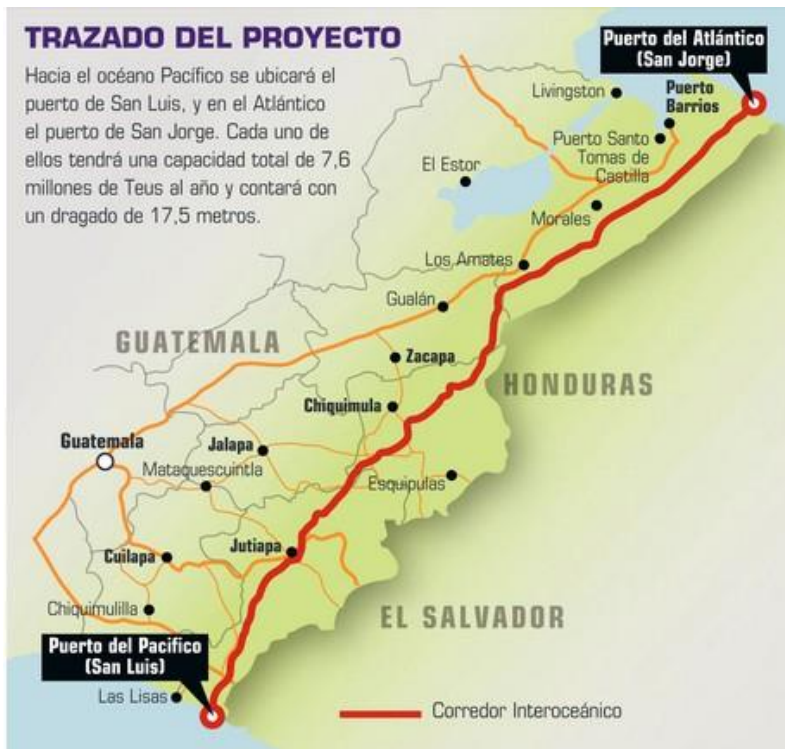 TRAZADO DEL PROYECTO
Hacia el océano Pacífico se ubicará el
puerto de San Luis, y en el Atlántico
el puerto de San Jorge. Cada uno de
ellos tendrá una capacidad total de 7,6
millones de Teus al año y contará con
un dragado de 17,5 metros.
Puerto del Atlántico
(San Jorge)
Livingston
Puerto
Barrios
Puerto Santo
Tomas de
Castilla
El Estor
Morales
Los Amates
Gualán
GUATEMALA
Zacapa
HONDURAS
Chiquimula
Guatemala
Jalapa
Mataquescuintla
Esquipulas
Jutiapa
Cuilapa
Chiquimulilla
EL SALVADOR
Puerto del Pacífico
(San Luis)
Las Lisas
Corredor Interoceánico